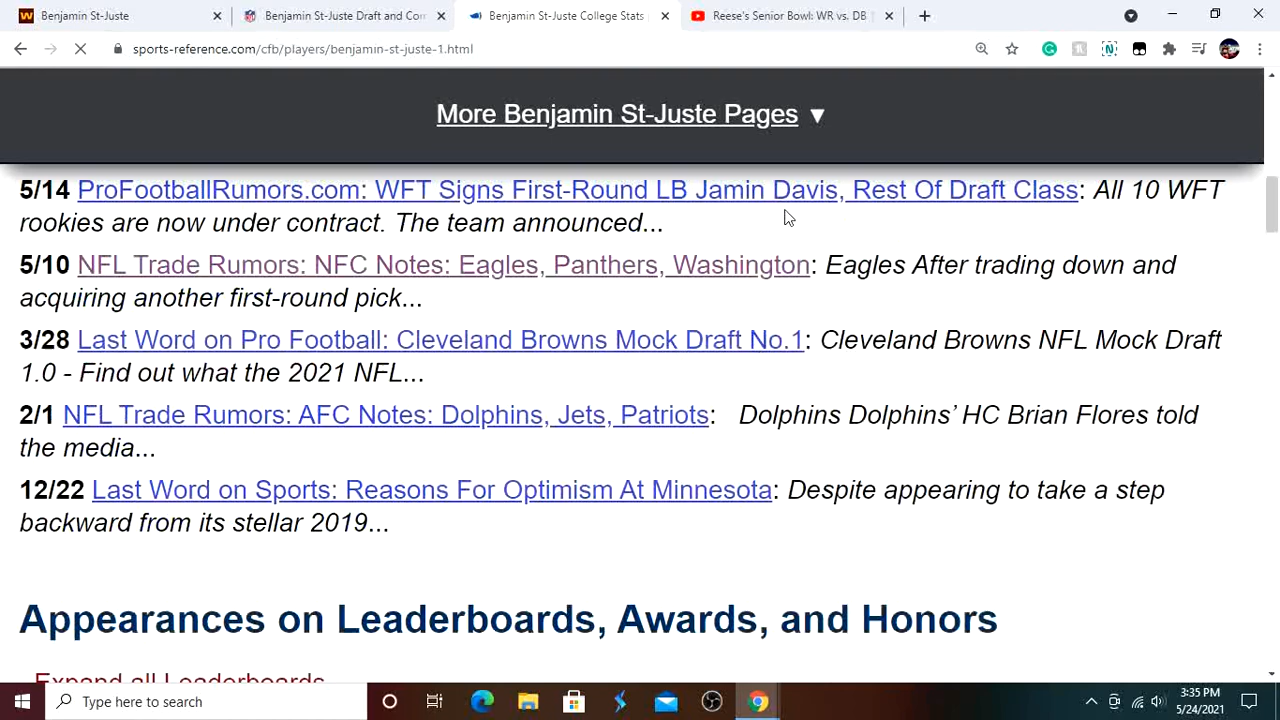 Benjamin St-Juste
Benjamin St-Juste Draft and Com
Benjamin St-Juste College Stats
Reese's Senior Bowl: WR vs. DB
sports-reference.com/cfb/players/benjamin-st-juste-1.html
More Benjamin St-Juste Pages ▼
5/14 ProFootballRumors.com: WFT Signs First-Round LB Jamin Davis, Rest Of Draft Class: All 10 WFT
rookies are now under contract. The team announced...
5/10 NFL Trade Rumors: NFC Notes: Eagles, Panthers, Washington: Eagles After trading down and
acquiring another first-round pick...
3/28 Last Word on Pro Football: Cleveland Browns Mock Draft No.1: Cleveland Browns NFL Mock Draft
1.0 - Find out what the 2021 NFL...
2/1 NFL Trade Rumors: AFC Notes: Dolphins, Jets, Patriots: Dolphins Dolphins' HC Brian Flores told
the media...
12/22 Last Word on Sports: Reasons For Optimism At Minnesota: Despite appearing to take a step
backward from its stellar 2019...
Appearances on Leaderboards, Awards, and Honors
Expand all Leaderboards
Type here to search
3:35 PM
5/24/2021